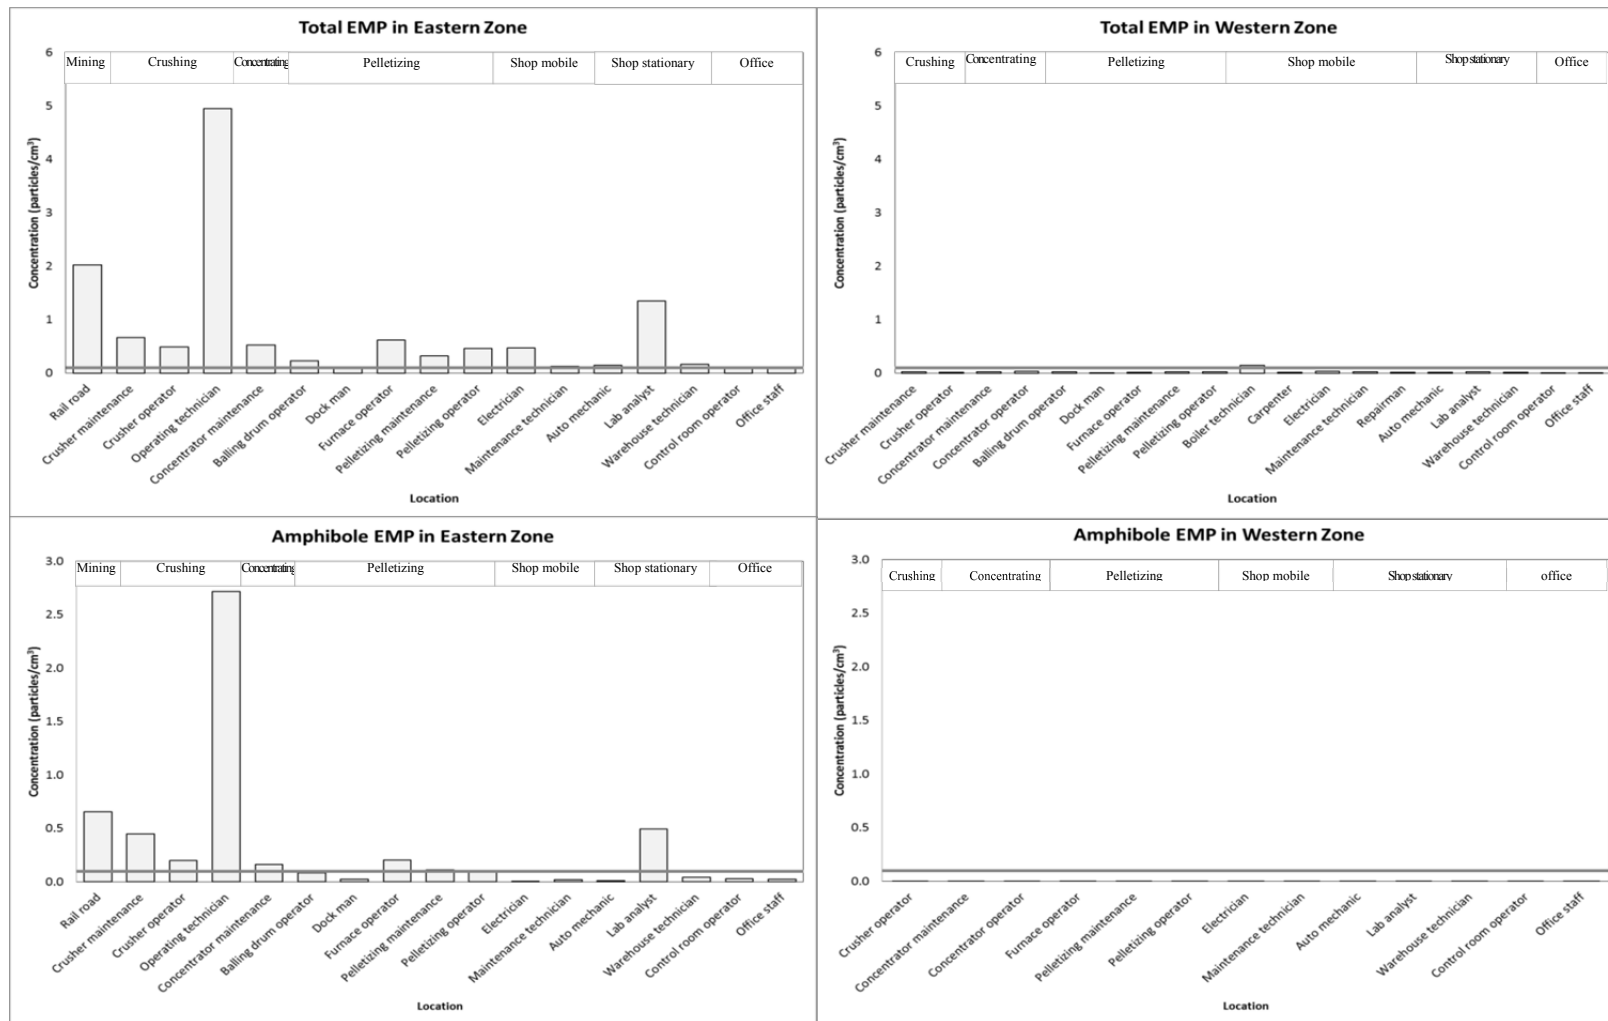 Total EMP in Eastern Zone
6
5
4
3
2
1
0
Concentration (particles/cm³)
Mining
Crushing
Concentrating
Pelletizing
Shop mobile
Shop stationary
Office
Rail road
Crusher maintenance
Crusher operator
Operating technician
Concentrator maintenance
Balling drum operator
Dock man
Furnace operator
Pelletizing maintenance
Pelletizing operator
Electrician
Maintenance technician
Auto mechanic
Lab analyst
Warehouse technician
Control room operator
Office staff
Location
Total EMP in Western Zone
6
5
4
3
2
1
0
Concentration (particles/cm³)
Crushing
Concentrating
Pelletizing
Shop mobile
Shop stationary
Office
Crusher maintenance
Crusher operator
Concentrator maintenance
Concentrator operator
Balling drum operator
Dock man
Furnace operator
Pelletizing maintenance
Pelletizing operator
Boiler technician
Carpenter
Electrician
Maintenance technician
Repairman
Auto mechanic
Lab analyst
Warehouse technician
Control room operator
Office staff
Location
Amphibole EMP in Eastern Zone
3.0
2.5
2.0
1.5
1.0
0.5
0.0
Concentration (particles/cm³)
Mining
Crushing
Concentrating
Pelletizing
Shop mobile
Shop stationary
Office
Rail road
Crusher maintenance
Crusher operator
Operating technician
Concentrator maintenance
Balling drum operator
Dock man
Furnace operator
Pelletizing maintenance
Pelletizing operator
Electrician
Maintenance technician
Auto mechanic
Lab analyst
Warehouse technician
Control room operator
Office staff
Location
Amphibole EMP in Western Zone
3.0
2.5
2.0
1.5
1.0
0.5
0.0
Concentration (particles/cm³)
Crushing
Concentrating
Pelletizing
Shop mobile
Shop stationary
office
Crusher operator
Concentrator maintenance
Concentrator operator
Furnace operator
Pelletizing maintenance
Pelletizing operator
Electrician
Maintenance technician
Auto mechanic
Lab analyst
Warehouse technician
Control room operator
Office staff
Location